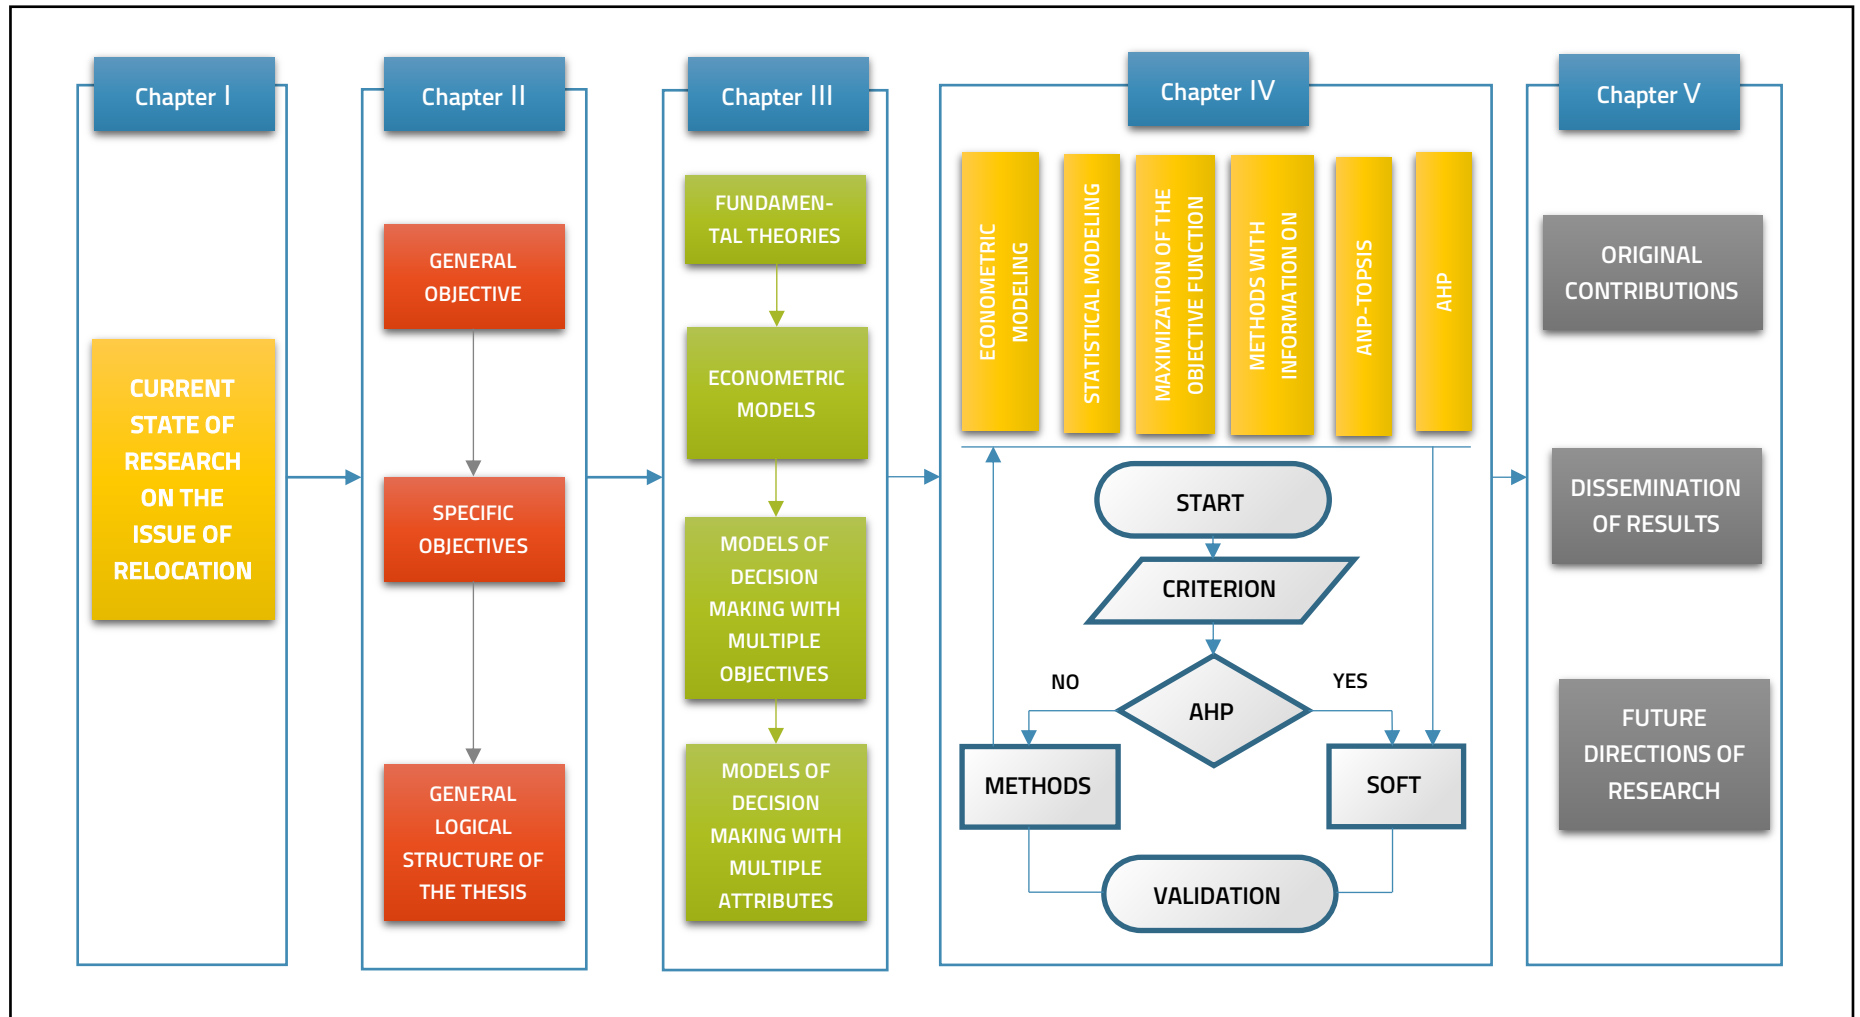 Chapter I
CURRENT
STATE OF
RESEARCH
ON THE
ISSUE OF
RELOCATION
Chapter II
GENERAL
OBJECTIVE
SPECIFIC
OBJECTIVES
GENERAL
LOGICAL
STRUCTURE OF
THE THESIS
Chapter III
FUNDAMEN-
TAL THEORIES
ECONOMETRIC
MODELS
MODELS OF
DECISION
MAKING WITH
MULTIPLE
OBJECTIVES
MODELS OF
DECISION
MAKING WITH
MULTIPLE
ATTRIBUTES
Chapter IV
ECONOMETRIC
MODELING
STATISTICAL MODELING
MAXIMIZATION OF THE
OBJECTIVE FUNCTION
METHODS WITH
INFORMATION ON
ANP-TOPSIS
AHP
START
CRITERION
NO
YES
AHP
METHODS
SOFT
VALIDATION
Chapter V
ORIGINAL
CONTRIBUTIONS
DISSEMINATION
OF RESULTS
FUTURE
DIRECTIONS OF
RESEARCH